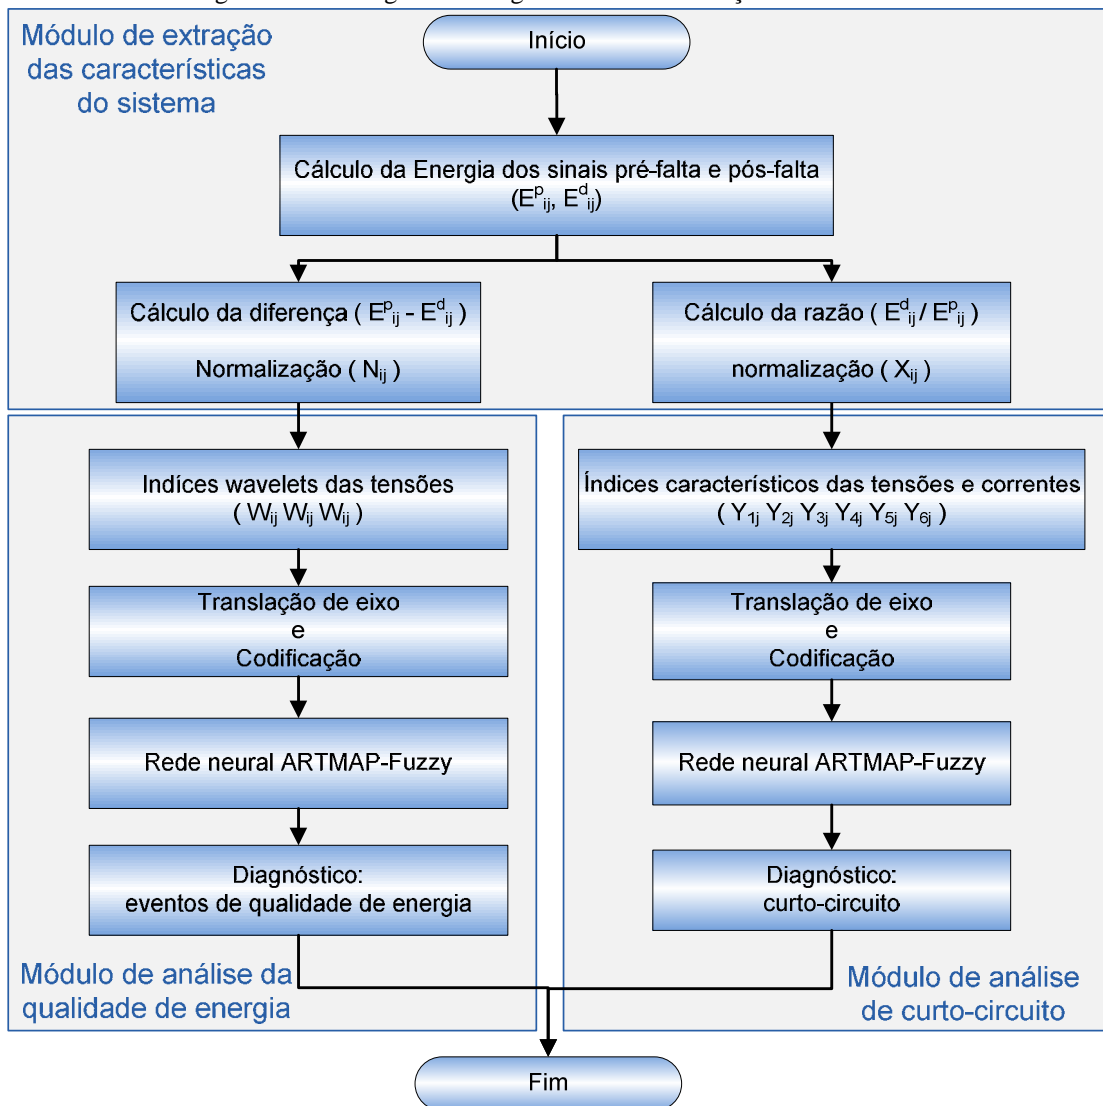 Módulo de extração
das características
do sistema
Início
Cálculo da Energia dos sinais pré-falta e pós-falta
(E^p_ij, E^d_ij)
Cálculo da diferença ( E^p_ij - E^d_ij )
Normalização ( N_ij )
Cálculo da razão ( E^d_ij / E^p_ij )
normalização ( X_ij )
Indíces wavelets das tensões
( W_ij W_ij W_ij )
Translação de eixo
e
Codificação
Rede neural ARTMAP-Fuzzy
Diagnóstico:
eventos de qualidade de energia
Módulo de análise da
qualidade de energia
Índices característicos das tensões e correntes
( Y_1j Y_2j Y_3j Y_4j Y_5j Y_6j )
Translação de eixo
e
Codificação
Rede neural ARTMAP-Fuzzy
Diagnóstico:
curto-circuito
Módulo de análise
de curto-circuito
Fim